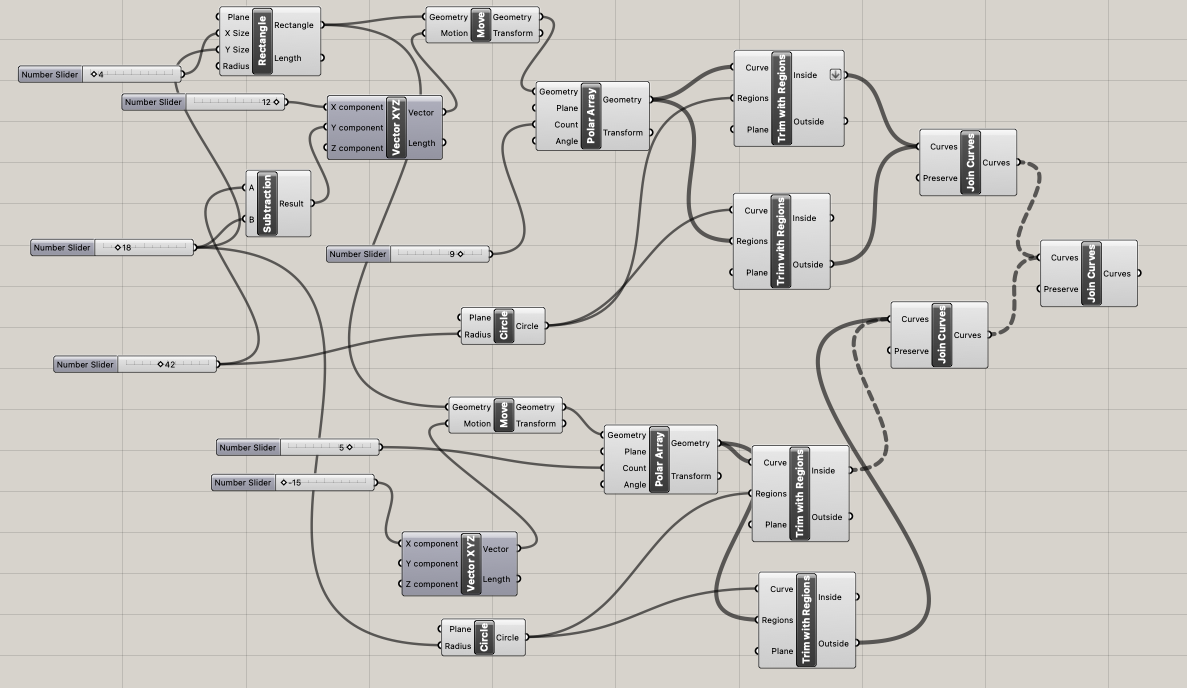 Plane
X Size
Y Size
Radius
Rectangle
Rectangle
Length
Geometry
Motion
Move
Geometry
Transform
Number Slider
4
Number Slider
12
X component
Y component
Z component
Vector XYZ
Vector
Length
Geometry
Plane
Count
Angle
Polar Array
Geometry
Transform
Curve
Regions
Plane
Trim with Regions
Inside
Outside
Curves
Preserve
Join Curves
Curves
A
B
Subtraction
Result
Number Slider
18
Number Slider
9
Curve
Regions
Plane
Trim with Regions
Inside
Outside
Curves
Preserve
Join Curves
Curves
Plane
Radius
Circle
Circle
Curves
Preserve
Join Curves
Curves
Number Slider
42
Geometry
Motion
Move
Geometry
Transform
Number Slider
5
Number Slider
-15
Geometry
Plane
Count
Angle
Polar Array
Geometry
Transform
Curve
Regions
Plane
Trim with Regions
Inside
Outside
X component
Y component
Z component
Vector XYZ
Vector
Length
Curve
Regions
Plane
Trim with Regions
Inside
Outside
Plane
Radius
Circle
Circle